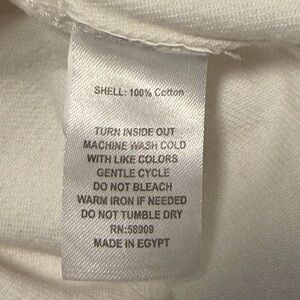 SHELL: 100% Cotton
TURN INSIDE OUT
MACHINE WASH COLD
WITH LIKE COLORS
GENTLE CYCLE
DO NOT BLEACH
WARM IRON IF NEEDED
DO NOT TUMBLE DRY
RN:58909
MADE IN EGYPT